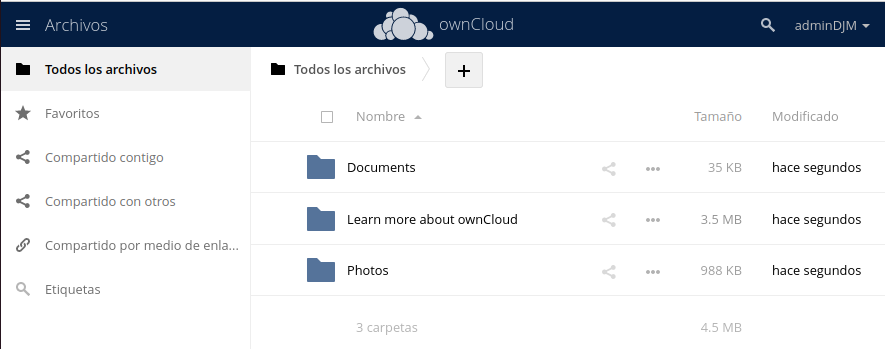 Archivos
ownCloud
adminDJM
Todos los archivos
Favoritos
Compartido contigo
Compartido con otros
Compartido por medio de enla...
Etiquetas
Todos los archivos
+
Nombre Tamaño Modificado
Documents 35 KB hace segundos
Learn more about ownCloud 3.5 MB hace segundos
Photos 988 KB hace segundos
3 carpetas 4.5 MB